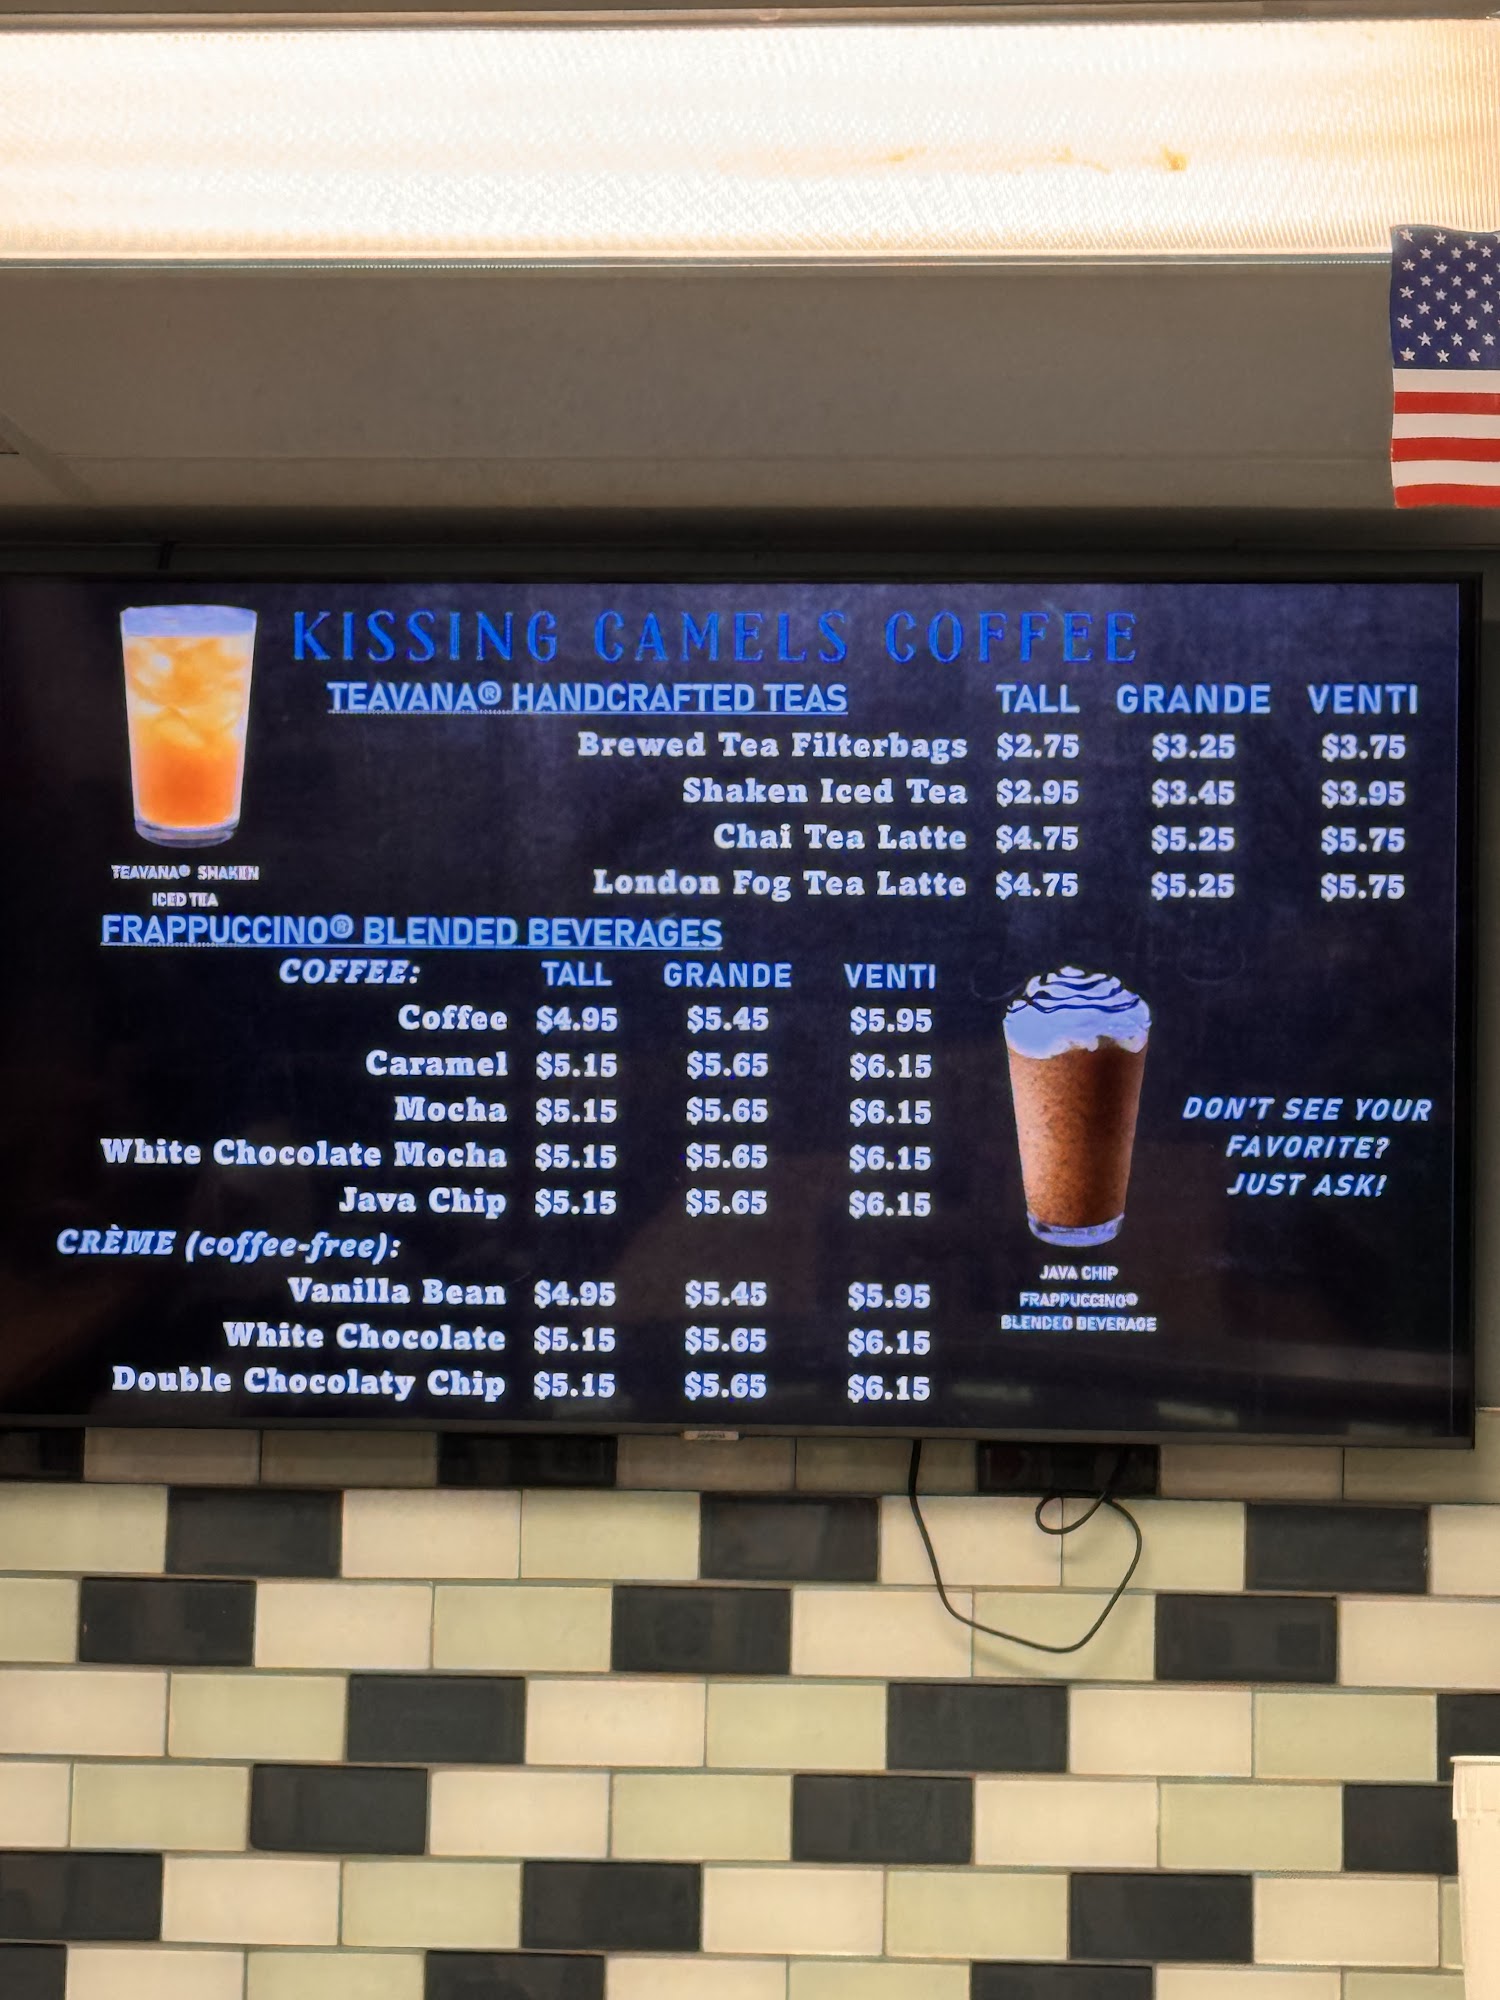 KISSING CAMELS COFFEE
TEAVANA® HANDCRAFTED TEAS TALL GRANDE VENTI
Brewed Tea Filterbags $2.75 $3.25 $3.75
Shaken Iced Tea $2.95 $3.45 $3.95
Chai Tea Latte $4.75 $5.25 $5.75
London Fog Tea Latte $4.75 $5.25 $5.75
TEAVANA® SHAKEN
ICED TEA
FRAPPUCCINO® BLENDED BEVERAGES
COFFEE: TALL GRANDE VENTI
Coffee $4.95 $5.45 $5.95
Caramel $5.15 $5.65 $6.15
Mocha $5.15 $5.65 $6.15
White Chocolate Mocha $5.15 $5.65 $6.15
Java Chip $5.15 $5.65 $6.15
CRÈME (coffee-free):
Vanilla Bean $4.95 $5.45 $5.95
White Chocolate $5.15 $5.65 $6.15
Double Chocolaty Chip $5.15 $5.65 $6.15
DON'T SEE YOUR
FAVORITE?
JUST ASK!
JAVA CHIP
FRAPPUCCINO®
BLENDED BEVERAGE